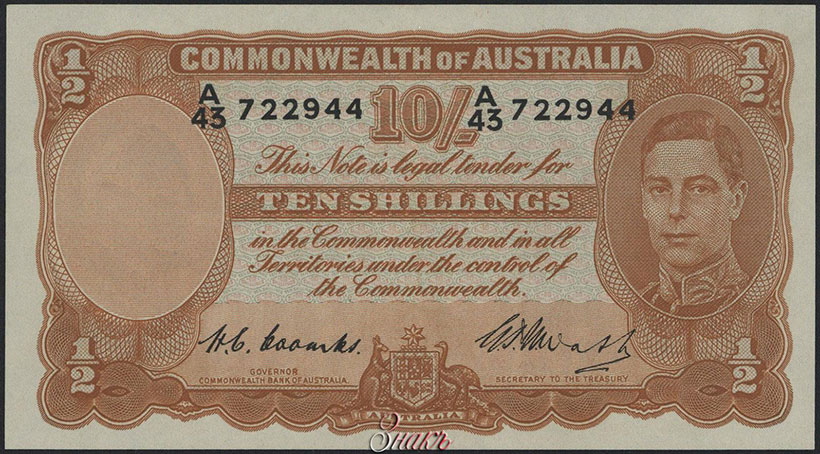 COMMONWEALTH OF AUSTRALIA
1/2
1/2
A/43 722944 10/- A/43 722944
This Note is legal tender for
TEN SHILLINGS
in the Commonwealth and in all
Territories under the control of
the Commonwealth.
H.C. Coombs.
GOVERNOR
COMMONWEALTH BANK OF AUSTRALIA.
SECRETARY TO THE TREASURY
1/2
1/2
AUSTRALIA
Знакъ